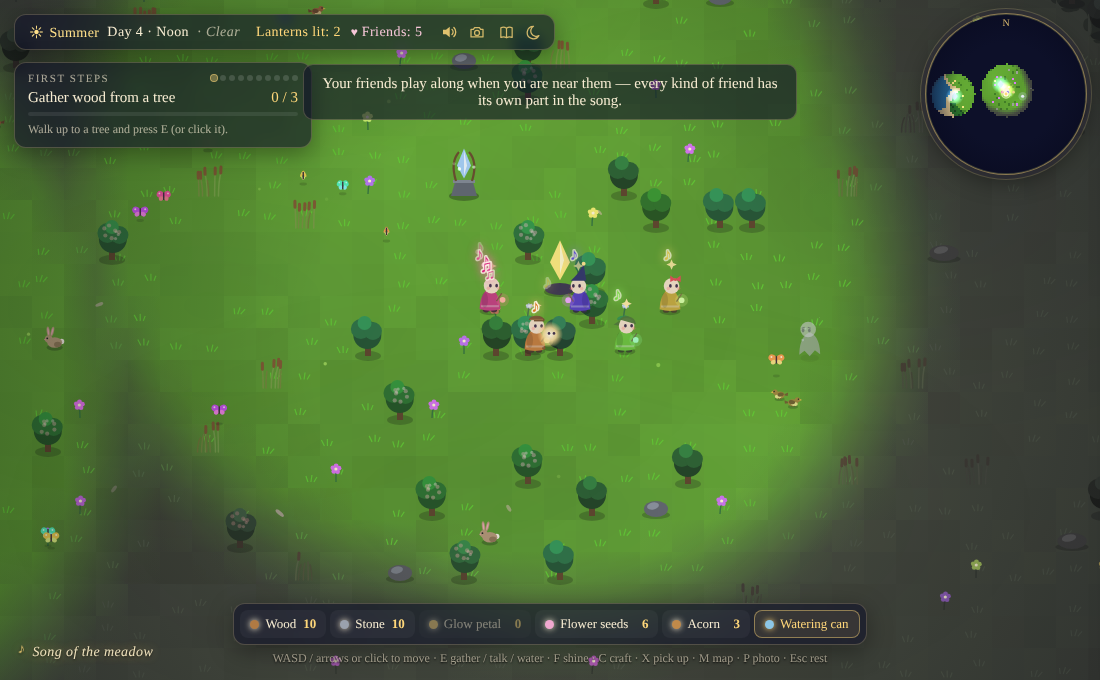 Summer Day 4 · Noon · Clear Lanterns lit: 2 ♥ Friends: 5
N
FIRST STEPS
Gather wood from a tree 0 / 3
Walk up to a tree and press E (or click it).
Your friends play along when you are near them — every kind of friend has
its own part in the song.
Wood 10 Stone 10 Glow petal 0 Flower seeds 6 Acorn 3 Watering can
♪ Song of the meadow
WASD / arrows or click to move · E gather / talk / water · F shine · C craft · X pick up · M map · P photo · Esc rest